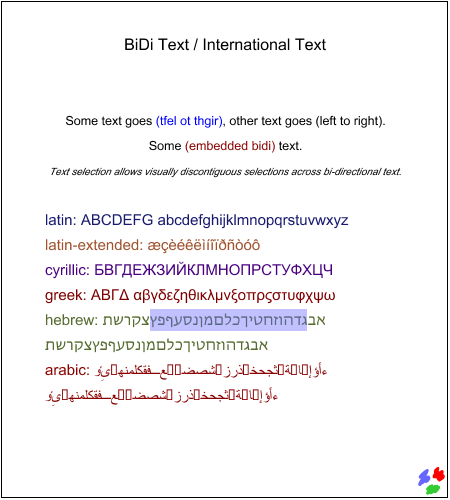 BiDi Text / International Text
Some text goes (tfel ot thgir), other text goes (left to right).
Some (embedded bidi) text.
Text selection allows visually discontiguous selections across bi-directional text.
latin: ABCDEFG abcdefghijklmnopqrstuvwxyz
latin-extended: æçèéêëìíîïðñòóô
cyrillic: БВГДЕЖЗИЙКЛМНОПРСТУФХЦЧ
greek: ΑΒΓΔ αβγδεζηθικλμνξοπρςστυφχψω
hebrew: אבגדהוזחטיךכלםמןנסעףפץצקרשת
אבגדהוזחטיךכלםמןנסעףפץצקרשת
arabic: